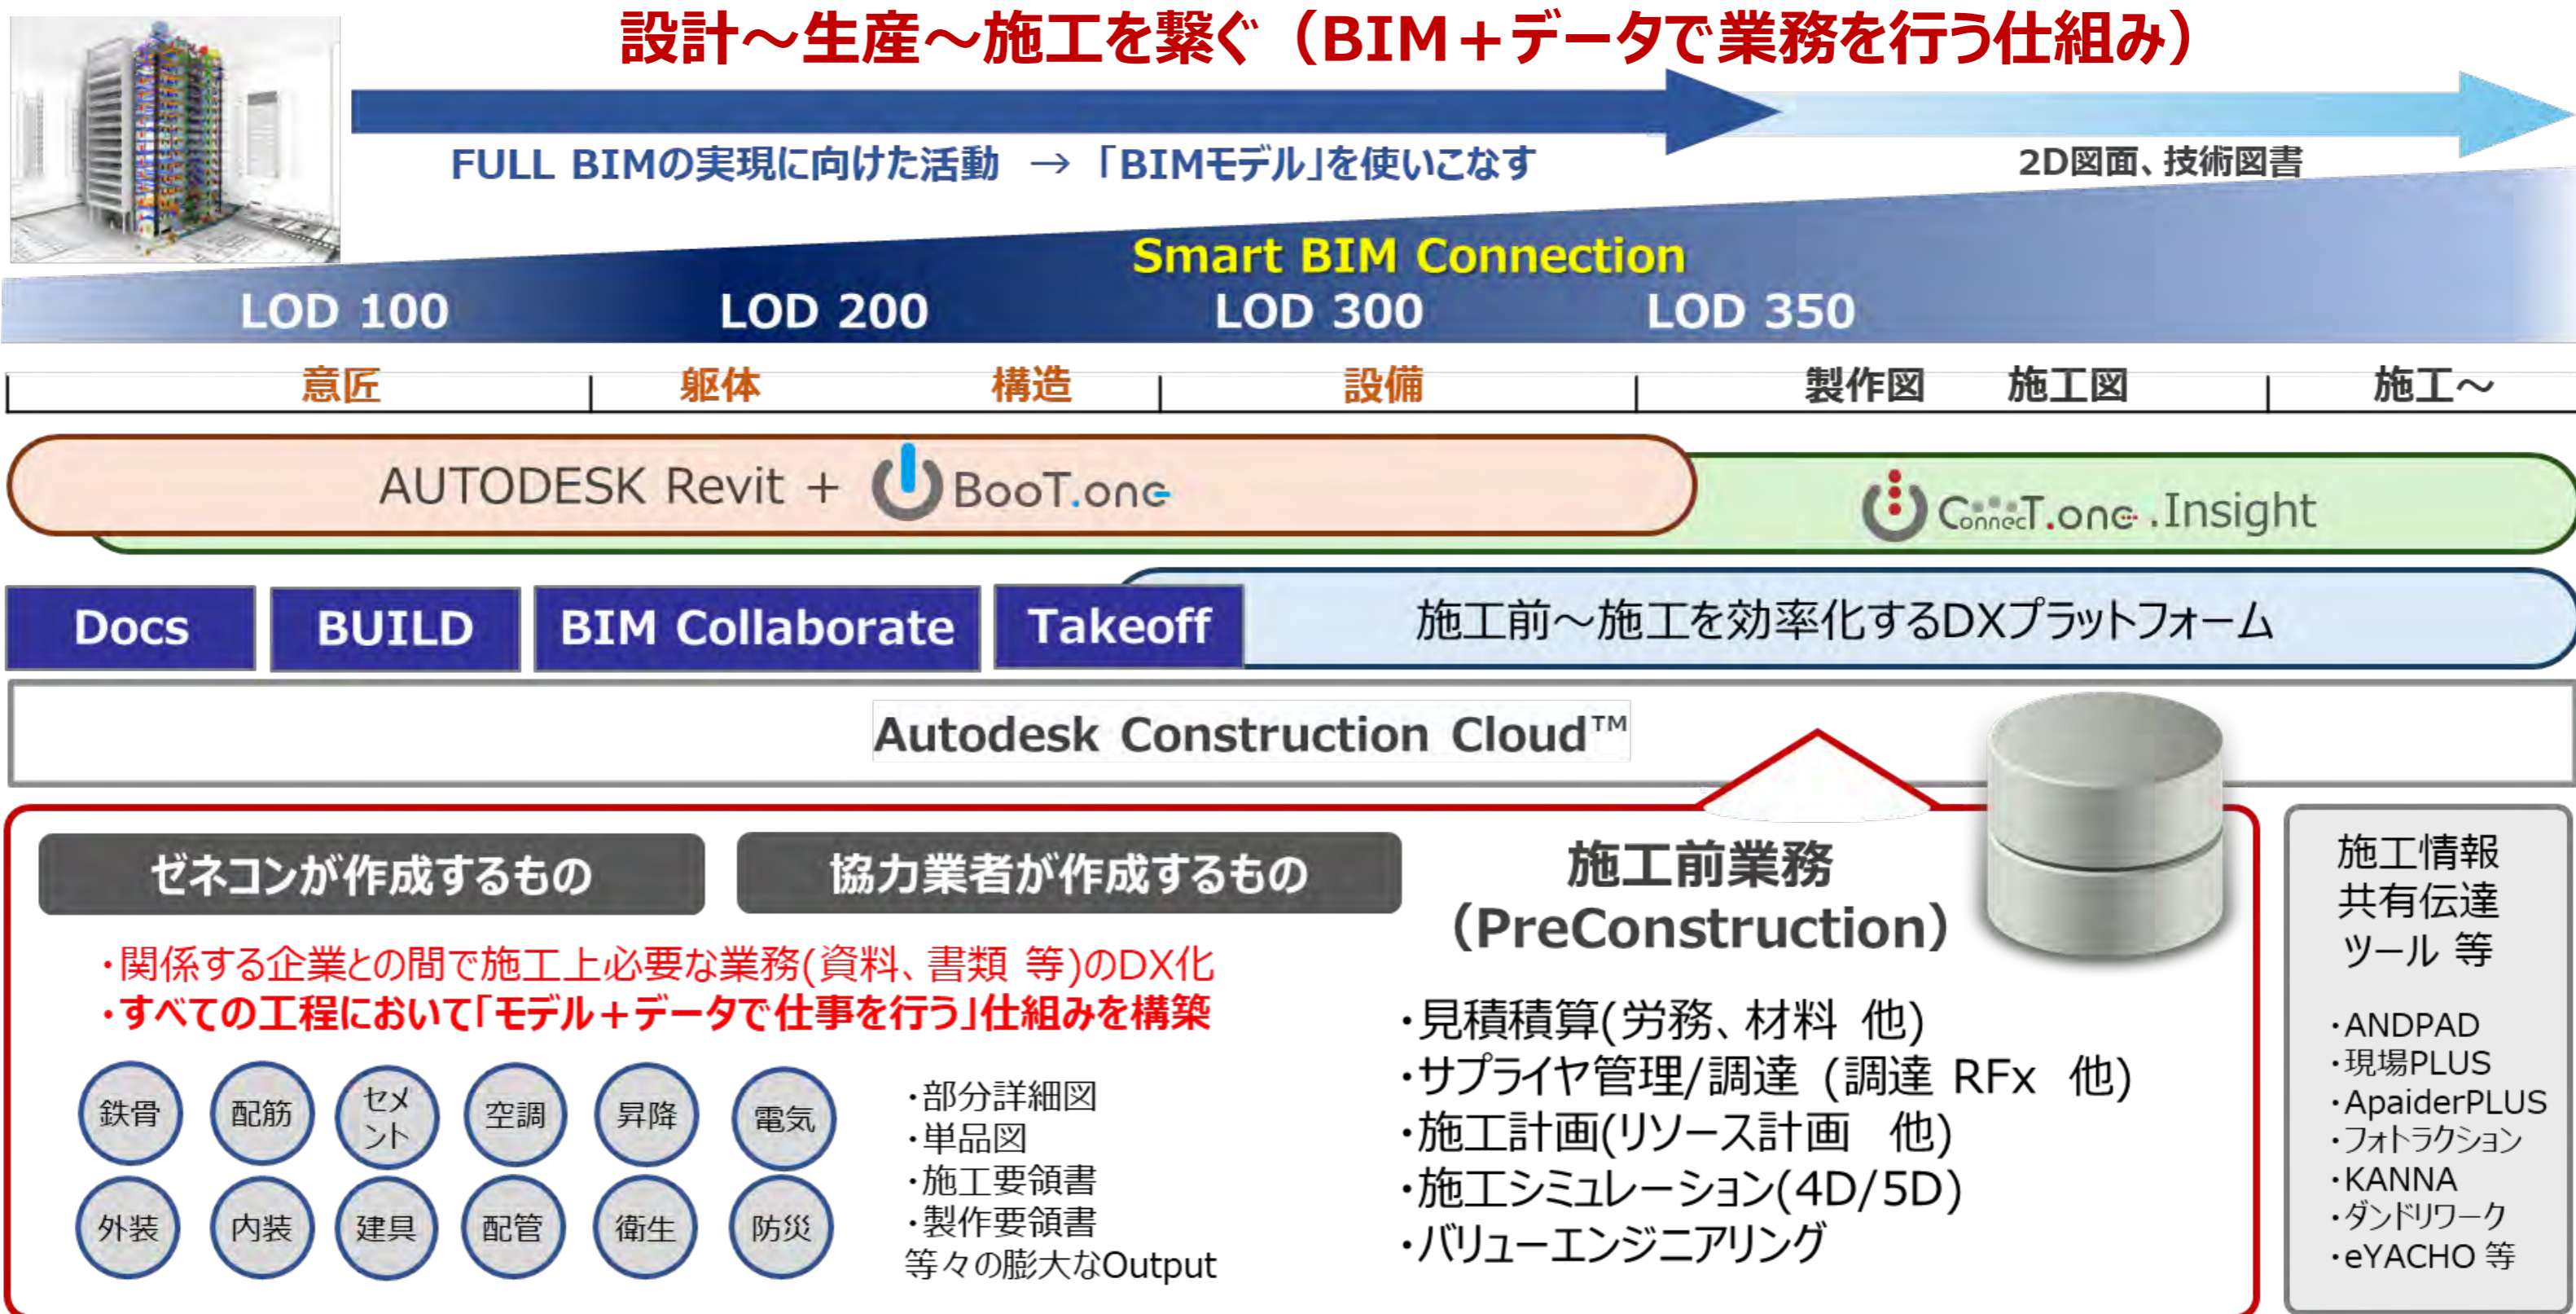 設計～生産～施工を繋ぐ（BIM＋データで業務を行う仕組み）
FULL BIMの実現に向けた活動 → 「BIMモデル」を使いこなす
2D図面、技術図書
Smart BIM Connection
LOD 100 LOD 200 LOD 300 LOD 350
意匠 躯体 構造 設備 製作図 施工図 施工～
AUTODESK Revit + BooT.one
ConnecT.one .Insight
Docs BUILD BIM Collaborate Takeoff
施工前～施工を効率化するDXプラットフォーム
Autodesk Construction Cloud™
ゼネコンが作成するもの
協力業者が作成するもの
・関係する企業との間で施工上必要な業務(資料、書類 等)のDX化
・すべての工程において「モデル＋データで仕事を行う」仕組みを構築
鉄骨 配筋 セメ
ント 空調 昇降 電気
外装 内装 建具 配管 衛生 防災
・部分詳細図
・単品図
・施工要領書
・製作要領書
等々の膨大なOutput
施工前業務
（PreConstruction）
・見積積算(労務、材料 他)
・サプライヤ管理/調達 (調達 RFx 他)
・施工計画(リソース計画 他)
・施工シミュレーション(4D/5D)
・バリューエンジニアリング
施工情報
共有伝達
ツール 等
・ANDPAD
・現場PLUS
・ApaiderPLUS
・フォトラクション
・KANNA
・ダンドリワーク
・eYACHO 等